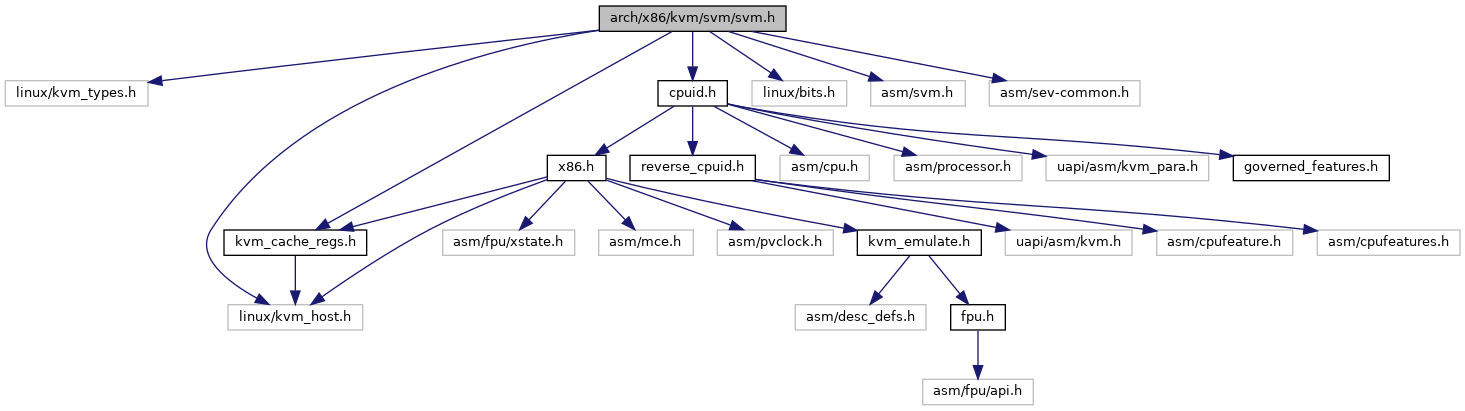 arch/x86/kvm/svm/svm.h
linux/kvm_types.h
cpuid.h
linux/bits.h
asm/svm.h
asm/sev-common.h
x86.h
reverse_cpuid.h
asm/cpu.h
asm/processor.h
uapi/asm/kvm_para.h
governed_features.h
kvm_cache_regs.h
asm/fpu/xstate.h
asm/mce.h
asm/pvclock.h
kvm_emulate.h
uapi/asm/kvm.h
asm/cpufeature.h
asm/cpufeatures.h
linux/kvm_host.h
asm/desc_defs.h
fpu.h
asm/fpu/api.h